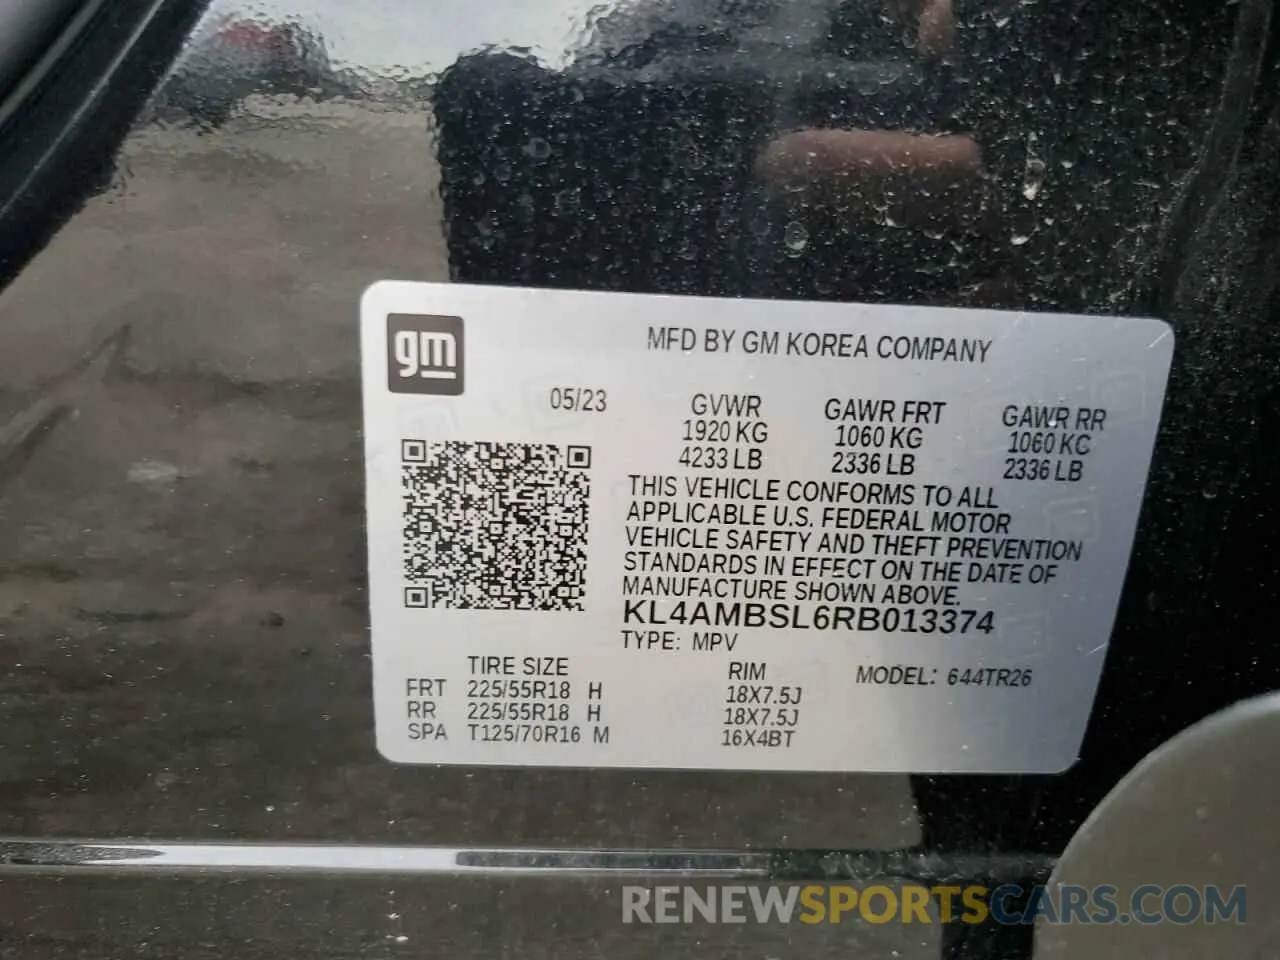 gm
MFD BY GM KOREA COMPANY
05/23
GVWR GAWR FRT GAWR RR
1920 KG 1060 KG 1060 KG
4233 LB 2336 LB 2336 LB
THIS VEHICLE CONFORMS TO ALL
APPLICABLE U.S. FEDERAL MOTOR
VEHICLE SAFETY AND THEFT PREVENTION
STANDARDS IN EFFECT ON THE DATE OF
MANUFACTURE SHOWN ABOVE.
KL4AMBSL6RB013374
TYPE: MPV
TIRE SIZE RIM MODEL: 644TR26
FRT 225/55R18 H 18X7.5J
RR 225/55R18 H 18X7.5J
SPA T125/70R16 M 16X4BT
RENEWSPORTSCARS.COM